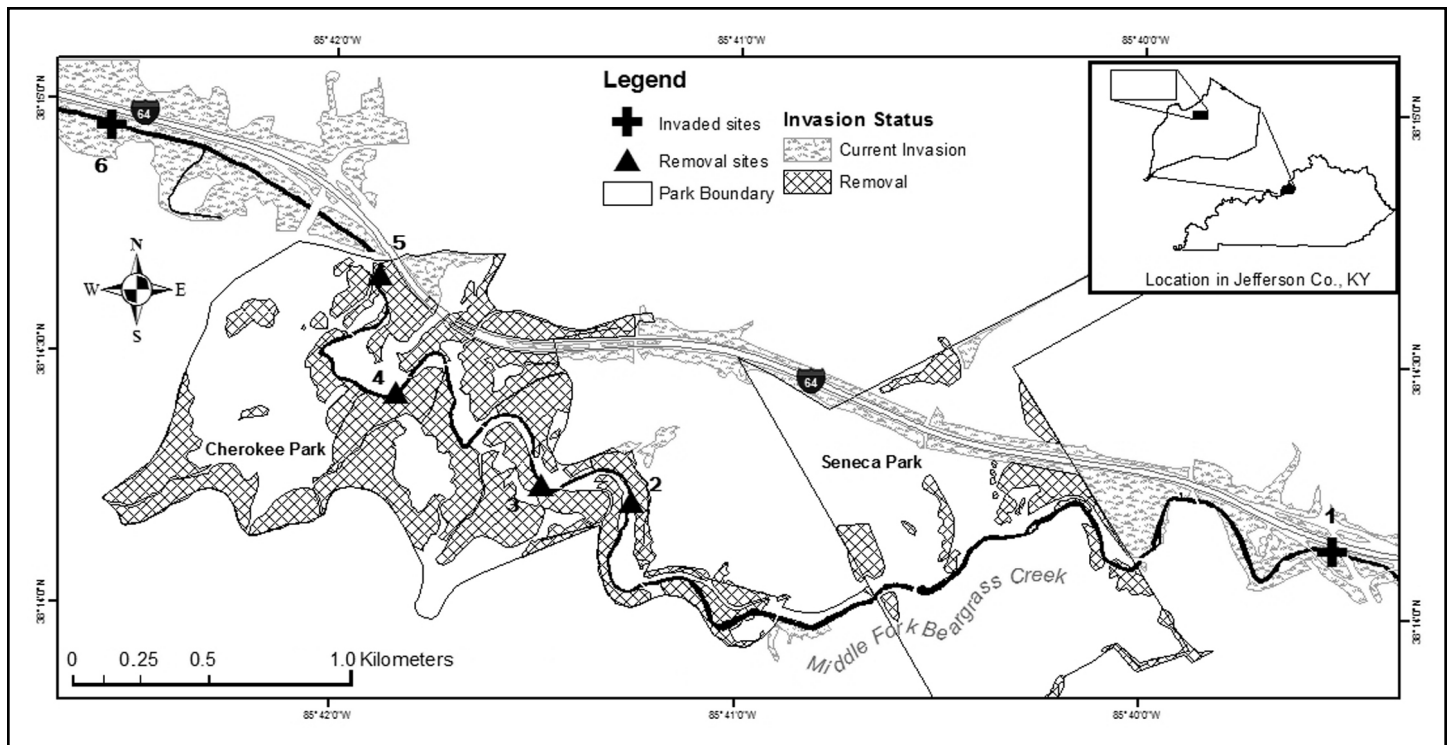 85°42'0"W
85°41'0"W
85°40'0"W
38°15'0"N
38°15'0"N
64
6
Legend
Invaded sites
Removal sites
Park Boundary
Invasion Status
Current Invasion
Removal
Location in Jefferson Co., KY
N
W
E
S
5
38°14'0"N
38°14'0"N
64
4
Cherokee Park
Seneca Park
3
2
1
Middle Fork Beargrass Creek
38°14'0"N
38°14'0"N
0
0.25
0.5
1.0 Kilometers
85°42'0"W
85°41'0"W
85°40'0"W